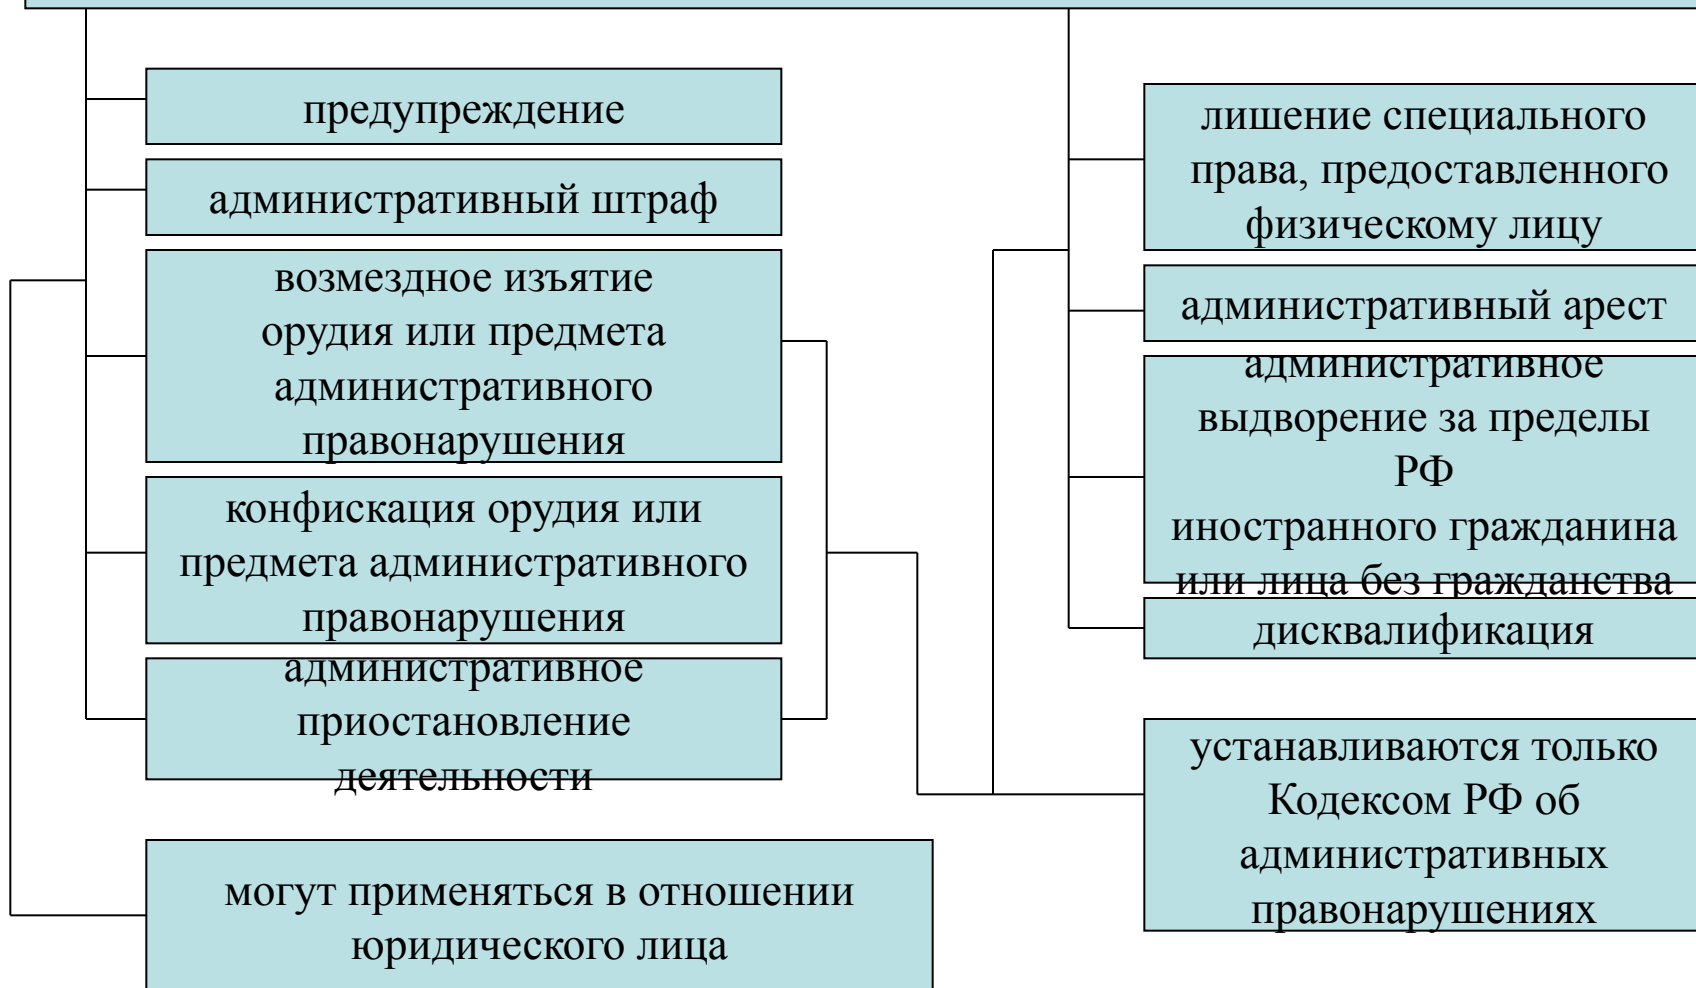 предупреждение
административный штраф
возмездное изъятие
орудия или предмета
административного
правонарушения
конфискация орудия или
предмета административного
правонарушения
административное
приостановление
деятельности
могут применяться в отношении
юридического лица
лишение специального
права, предоставленного
физическому лицу
административный арест
административное
выдворение за пределы
РФ
иностранного гражданина
или лица без гражданства
дисквалификация
устанавливаются только
Кодексом РФ об
административных
правонарушениях